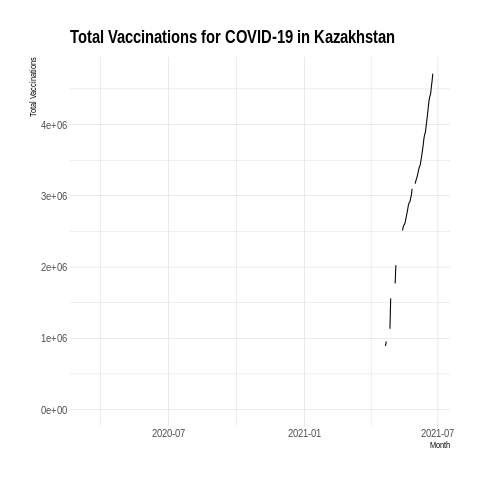 Total Vaccinations for COVID-19 in Kazakhstan
Total Vaccinations
4e+06
3e+06
2e+06
1e+06
0e+00
2020-07
2021-01
2021-07
Month